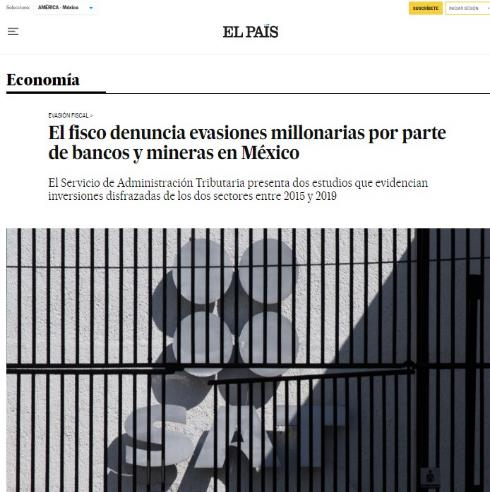 Seleccione: AMÉRICA - México
SUSCRÍBETE INICIAR SESIÓN
EL PAÍS
Economía
EVASIÓN FISCAL >
El fisco denuncia evasiones millonarias por parte
de bancos y mineras en México
El Servicio de Administración Tributaria presenta dos estudios que evidencian
inversiones disfrazadas de los dos sectores entre 2015 y 2019
SAT